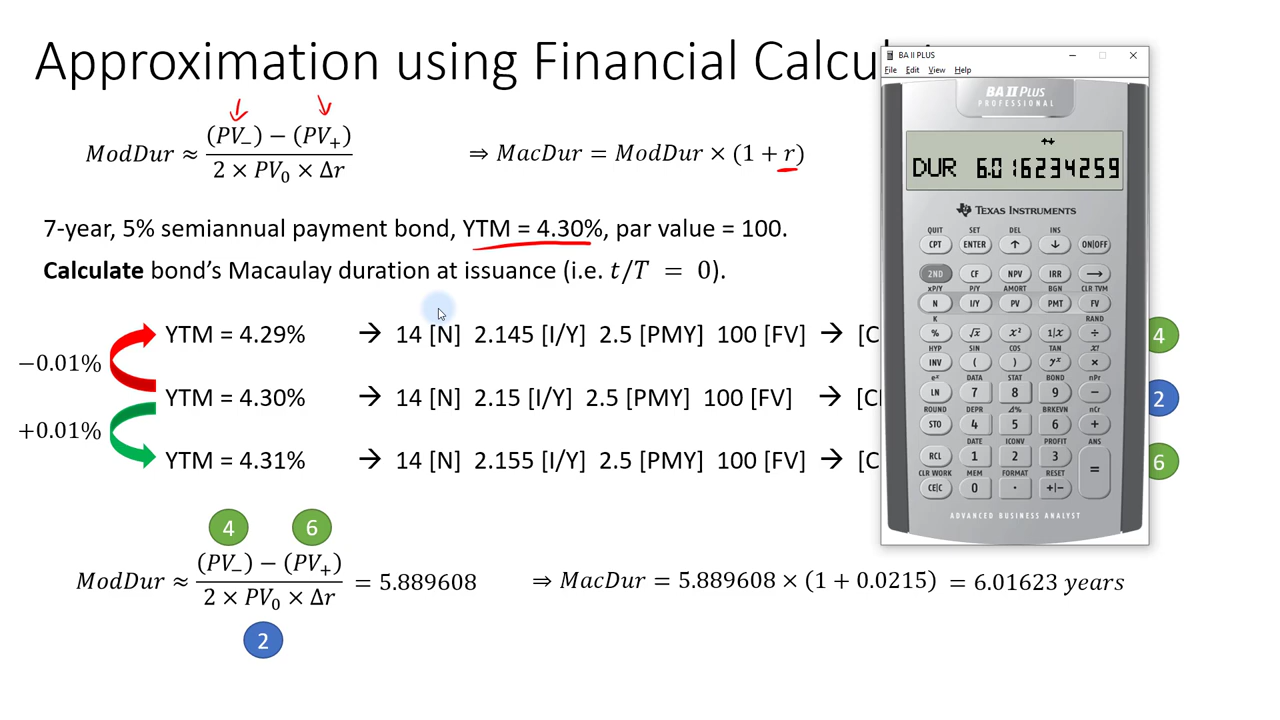 Approximation using Financial Calcu
ModDur ≈ (PV₋) − (PV₊) / 2 × PV₀ × Δr ⇒ MacDur = ModDur × (1 + r)
7-year, 5% semiannual payment bond, YTM = 4.30%, par value = 100.
Calculate bond's Macaulay duration at issuance (i.e. t/T = 0).
−0.01%
+0.01%
YTM = 4.29% → 14 [N] 2.145 [I/Y] 2.5 [PMY] 100 [FV] → [C 4
YTM = 4.30% → 14 [N] 2.15 [I/Y] 2.5 [PMY] 100 [FV] → [C 2
YTM = 4.31% → 14 [N] 2.155 [I/Y] 2.5 [PMY] 100 [FV] → [C 6
4 6
ModDur ≈ (PV₋) − (PV₊) / 2 × PV₀ × Δr = 5.889608 ⇒ MacDur = 5.889608 × (1 + 0.0215) = 6.01623 years
2
BA II PLUS
File Edit View Help
BA II PLUS
PROFESSIONAL
DUR 6.016234259
TEXAS INSTRUMENTS
QUIT SET DEL INS
CPT ENTER ↑ ↓ ON|OFF
2ND CF NPV IRR →
xP/Y P/Y AMORT BGN CLR TVM
N I/Y PV PMT FV
K RAND
% √x x² 1/x ÷
HYP SIN COS TAN x!
INV ( ) yˣ ×
eˣ DATA STAT BOND nPr
LN 7 8 9 −
ROUND DEPR Δ% BRKEVN nCr
STO 4 5 6 +
DATE ICONV PROFIT ANS
RCL 1 2 3 =
CLR WORK MEM FORMAT RESET
CE|C 0 . +|−
ADVANCED BUSINESS ANALYST